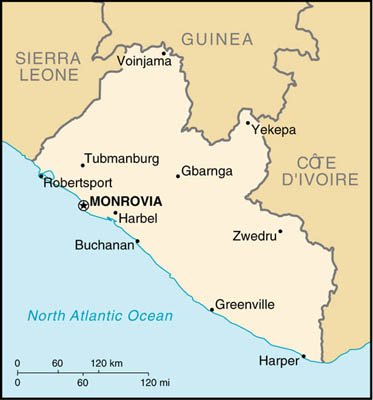 GUINEA
SIERRA
LEONE
Voinjama
Yekepa
Tubmanburg
Gbarnga
CÔTE
D'IVOIRE
Robertsport
MONROVIA
Harbel
Buchanan
Zwedru
Greenville
North Atlantic Ocean
Harper
0 60 120 km
0 60 120 mi